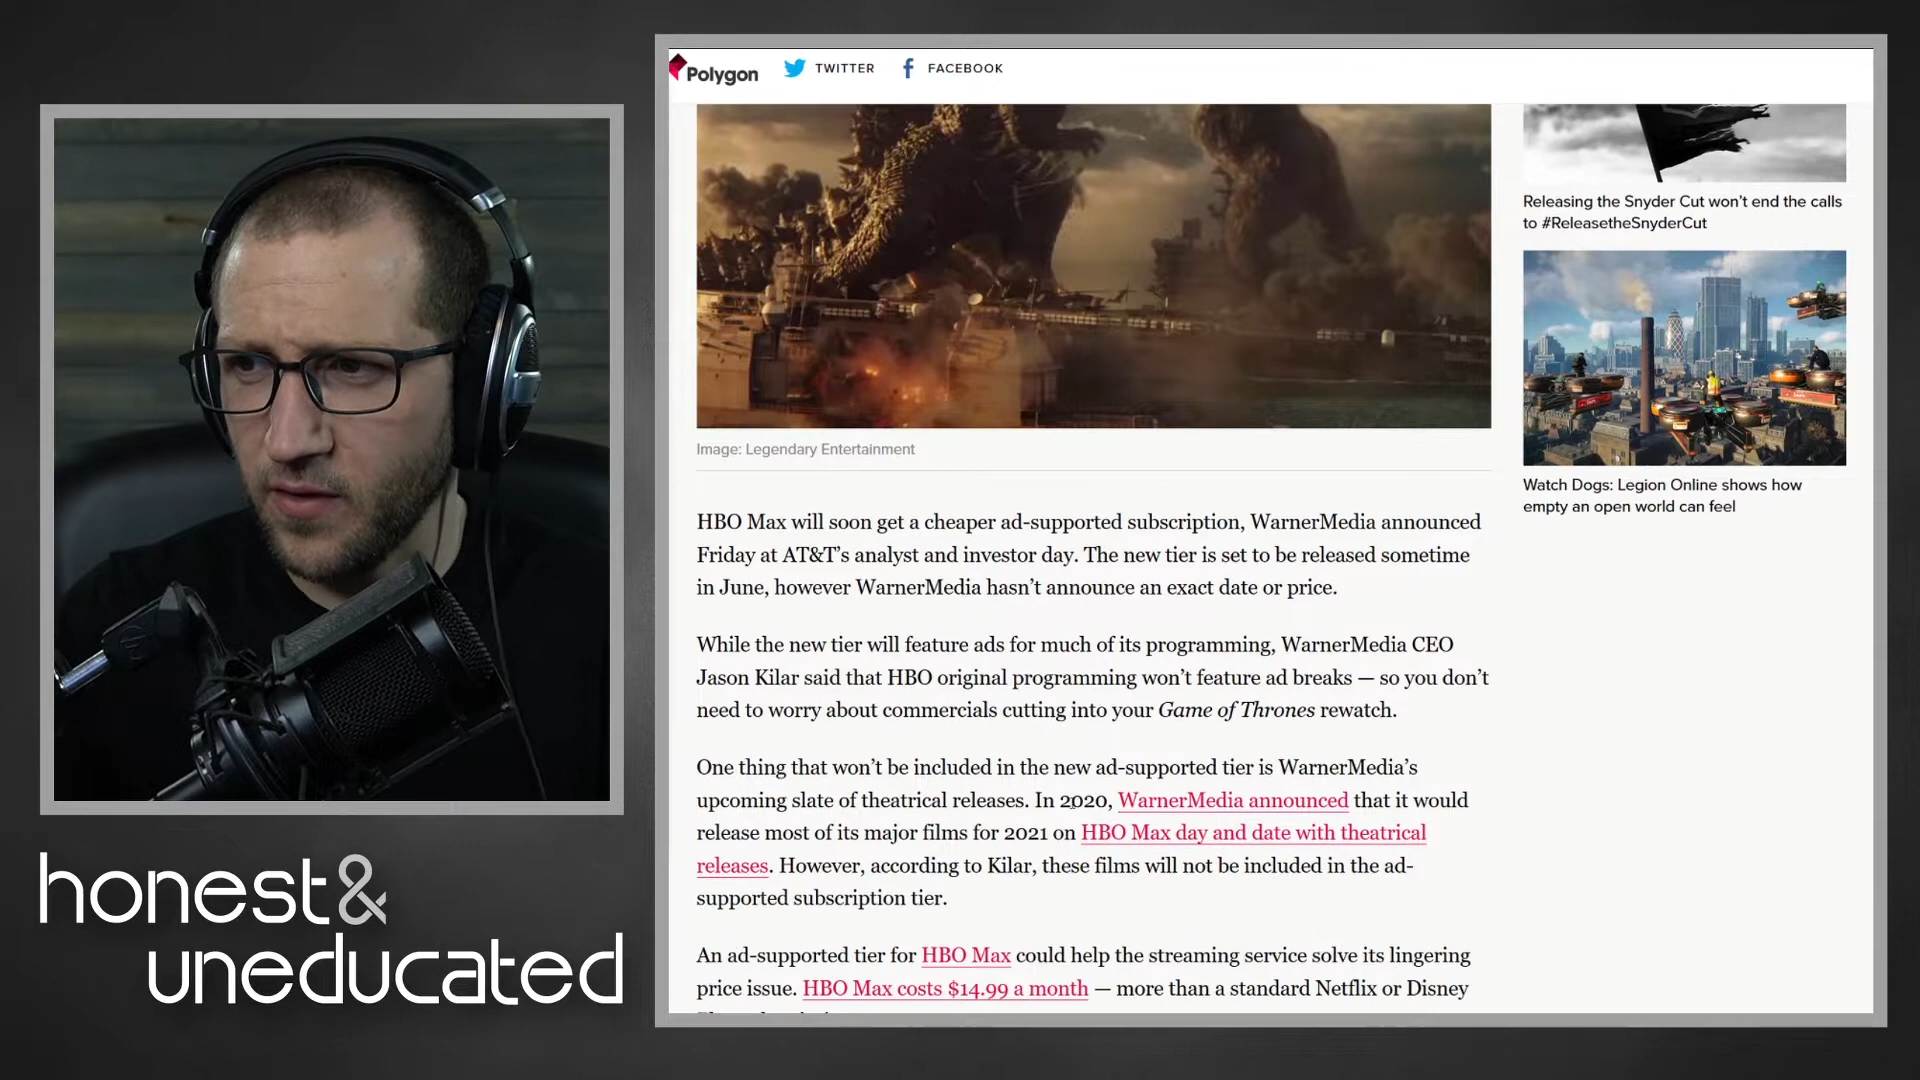 Polygon
TWITTER
FACEBOOK
Image: Legendary Entertainment
HBO Max will soon get a cheaper ad-supported subscription, WarnerMedia announced
Friday at AT&T’s analyst and investor day. The new tier is set to be released sometime
in June, however WarnerMedia hasn’t announce an exact date or price.
While the new tier will feature ads for much of its programming, WarnerMedia CEO
Jason Kilar said that HBO original programming won’t feature ad breaks — so you don’t
need to worry about commercials cutting into your Game of Thrones rewatch.
One thing that won’t be included in the new ad-supported tier is WarnerMedia’s
upcoming slate of theatrical releases. In 2020, WarnerMedia announced that it would
release most of its major films for 2021 on HBO Max day and date with theatrical
releases. However, according to Kilar, these films will not be included in the ad-
supported subscription tier.
An ad-supported tier for HBO Max could help the streaming service solve its lingering
price issue. HBO Max costs $14.99 a month — more than a standard Netflix or Disney
Releasing the Snyder Cut won’t end the calls
to #ReleasetheSnyderCut
Watch Dogs: Legion Online shows how
empty an open world can feel
honest&
uneducated